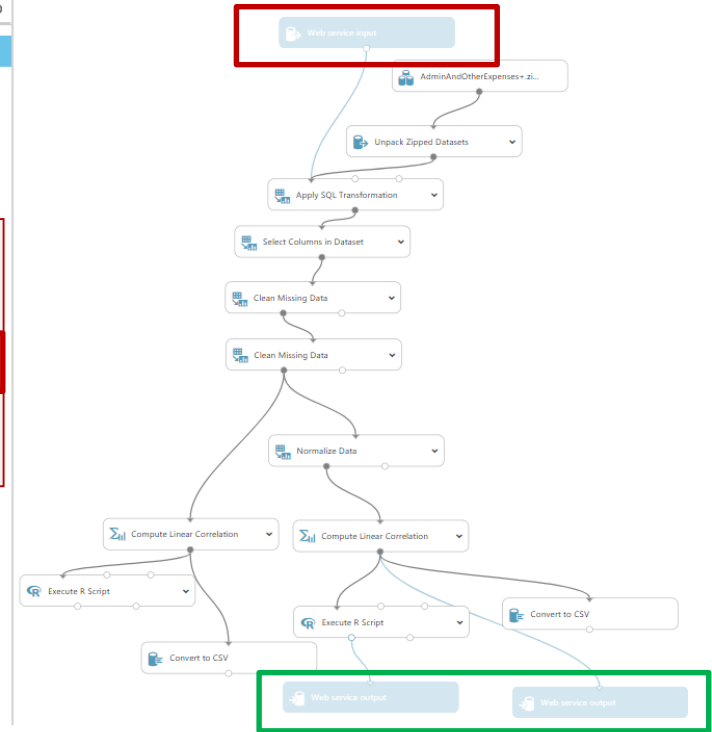 Web service input
AdminAndOtherExpenses+.zi...
Unpack Zipped Datasets
Apply SQL Transformation
Select Columns in Dataset
Clean Missing Data
Clean Missing Data
Normalize Data
Compute Linear Correlation
Compute Linear Correlation
Execute R Script
Execute R Script
Convert to CSV
Convert to CSV
Web service output
Web service output